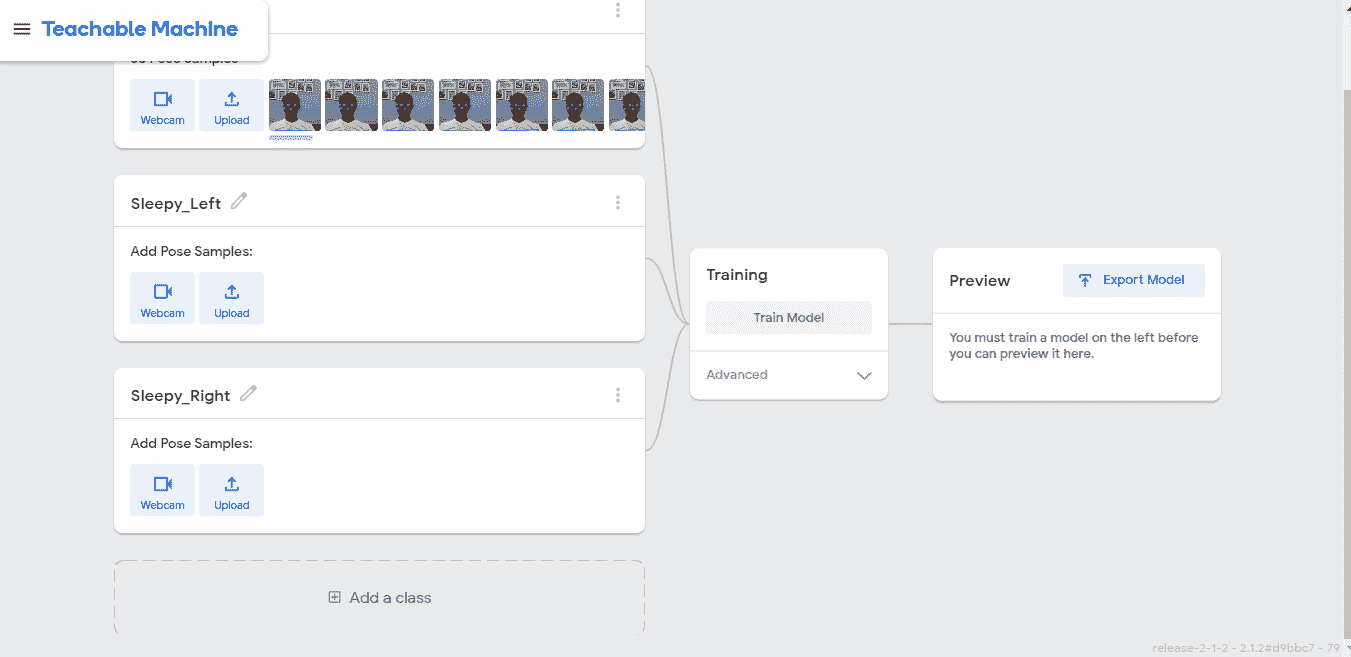 Teachable Machine
Pose Samples
Webcam
Upload
Sleepy_Left
Add Pose Samples:
Webcam
Upload
Sleepy_Right
Add Pose Samples:
Webcam
Upload
Add a class
Training
Train Model
Advanced
Preview
Export Model
You must train a model on the left before
you can preview it here.
release-2-1-2 - 2.1.2#d9bbc7 - 79